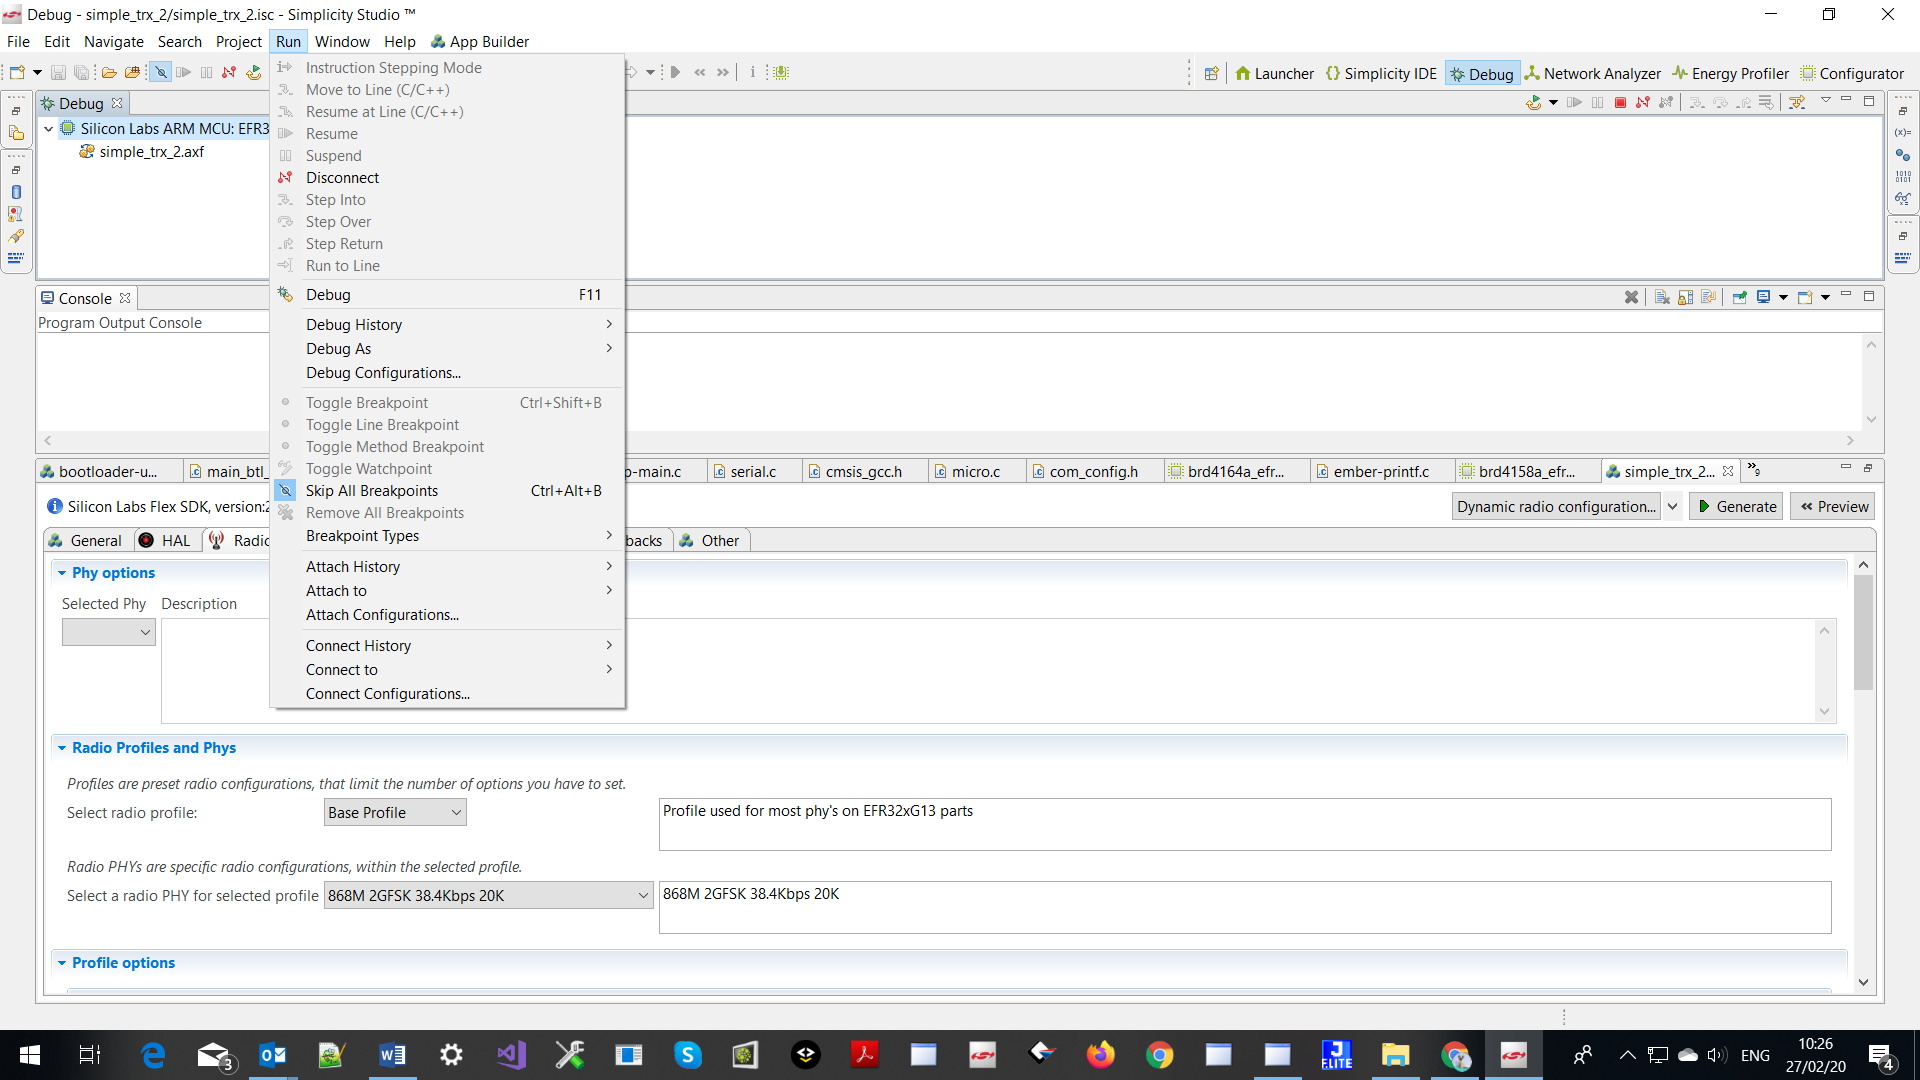 Debug - simple_trx_2/simple_trx_2.isc - Simplicity Studio ™
File Edit Navigate Search Project Run Window Help App Builder
Launcher Simplicity IDE Debug Network Analyzer Energy Profiler Configurator
Debug
Silicon Labs ARM MCU: EFR3
simple_trx_2.axf
Instruction Stepping Mode
Move to Line (C/C++)
Resume at Line (C/C++)
Resume
Suspend
Disconnect
Step Into
Step Over
Step Return
Run to Line
Debug F11
Debug History
Debug As
Debug Configurations...
Toggle Breakpoint Ctrl+Shift+B
Toggle Line Breakpoint
Toggle Method Breakpoint
Toggle Watchpoint
Skip All Breakpoints Ctrl+Alt+B
Remove All Breakpoints
Breakpoint Types
Attach History
Attach to
Attach Configurations...
Connect History
Connect to
Connect Configurations...
Console
Program Output Console
bootloader-u... main_btl_ p-main.c serial.c cmsis_gcc.h micro.c com_config.h brd4164a_efr... ember-printf.c brd4158a_efr... simple_trx_2... »9
Silicon Labs Flex SDK, version:2 Dynamic radio configuration... Generate Preview
General HAL Radio backs Other
Phy options
Selected Phy Description
Radio Profiles and Phys
Profiles are preset radio configurations, that limit the number of options you have to set.
Select radio profile: Base Profile Profile used for most phy's on EFR32xG13 parts
Radio PHYs are specific radio configurations, within the selected profile.
Select a radio PHY for selected profile 868M 2GFSK 38.4Kbps 20K 868M 2GFSK 38.4Kbps 20K
Profile options
3 ENG 10:26
27/02/20 4